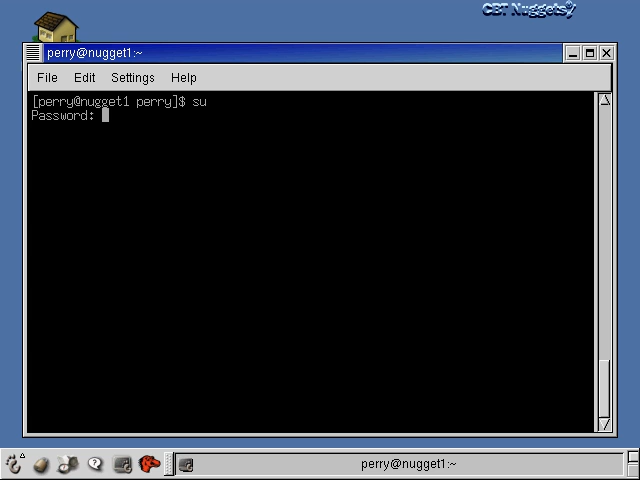 CBT Nuggets
perry@nugget1:~
File Edit Settings Help
[perry@nugget1 perry]$ su
Password:
perry@nugget1:~